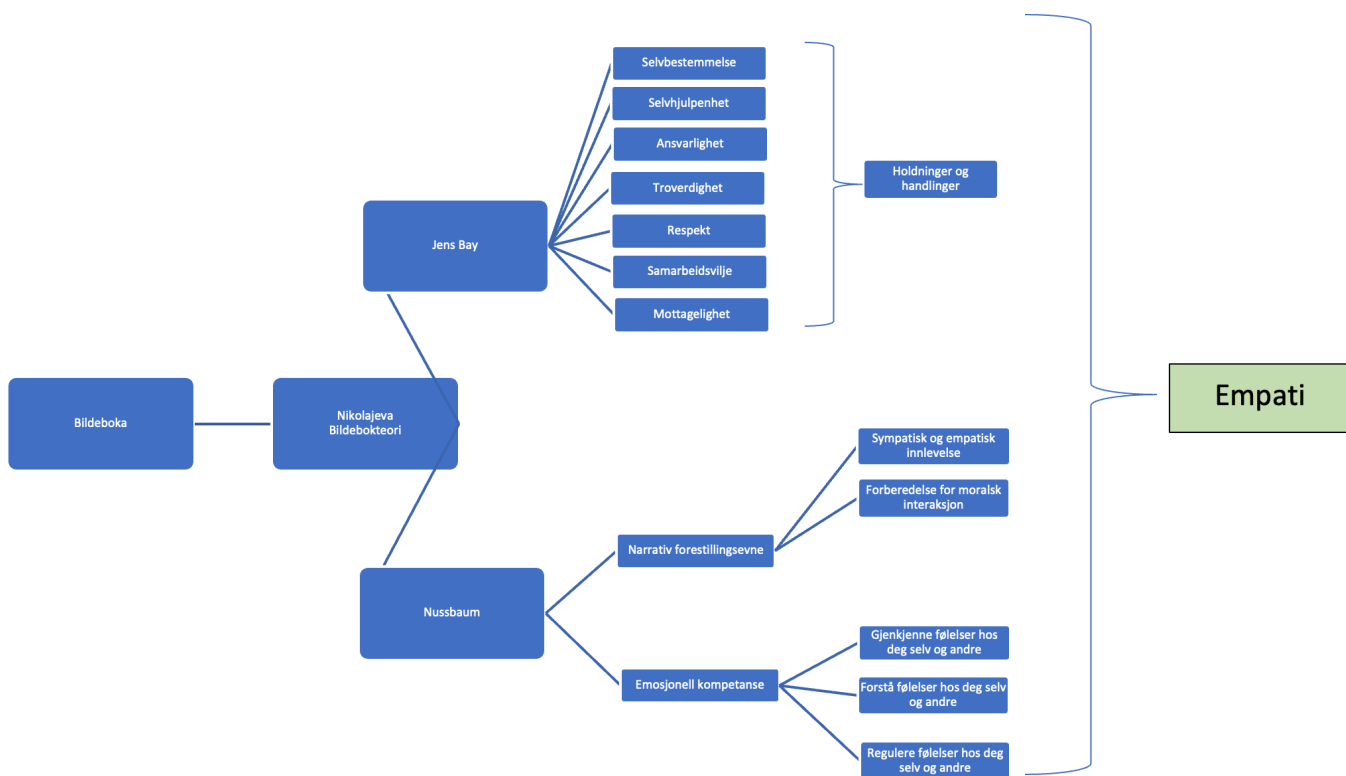 Selvbestemmelse
Selvhjulpenhet
Ansvarlighet
Troverdighet
Respekt
Samarbeidsvilje
Mottagelighet
Holdninger og
handlinger
Jens Bay
Bildeboka
Nikolajeva
Bildebokteori
Empati
Nussbaum
Narrativ forestillingsevne
Sympatisk og empatisk
innlevelse
Forberedelse for moralsk
interaksjon
Emosjonell kompetanse
Gjenkjenne følelser hos
deg selv og andre
Forstå følelser hos deg selv
og andre
Regulere følelser hos deg
selv og andre